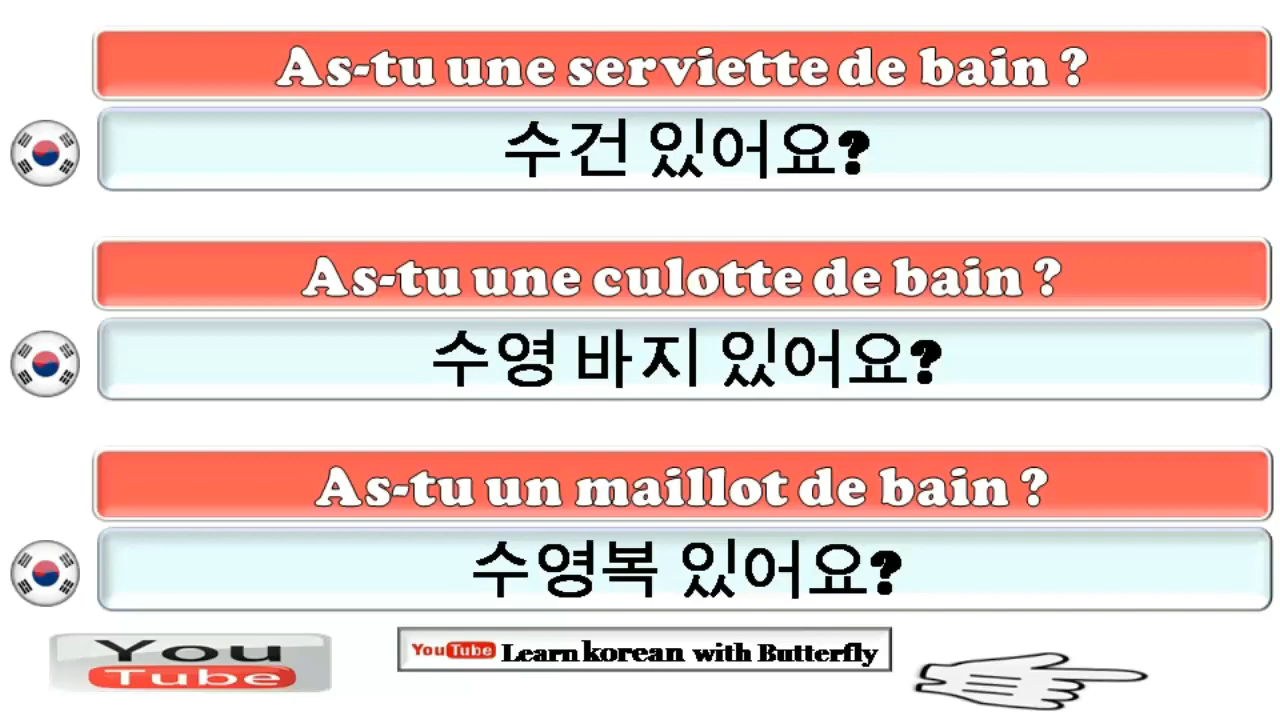 As-tu une serviette de bain ?
수건 있어요?
As-tu une culotte de bain ?
수영 바지 있어요?
As-tu un maillot de bain ?
수영복 있어요?
You
Tube
YouTube Learn korean with Butterfly